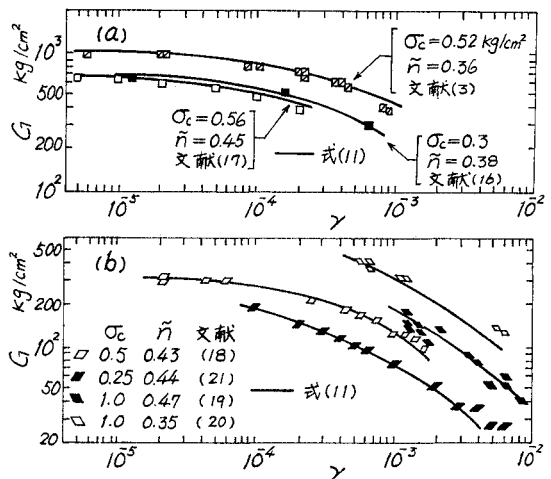 (a)
G kg/cm²
10³
500
300
10²
σc=0.52 kg/cm²
ñ=0.36
文献(3)
σc=0.56
ñ=0.45
文献(17)
式(11)
σc=0.3
ñ=0.38
文献(16)
10⁻⁵ 10⁻⁴ 10⁻³ 10⁻²
γ
(b)
G kg/cm²
500
300
10²
50
20
σc ñ 文献
0.5 0.43 (18)
0.25 0.44 (21)
1.0 0.47 (19)
1.0 0.35 (20)
式(11)
10⁻⁵ 10⁻⁴ 10⁻³ 10⁻²
γ